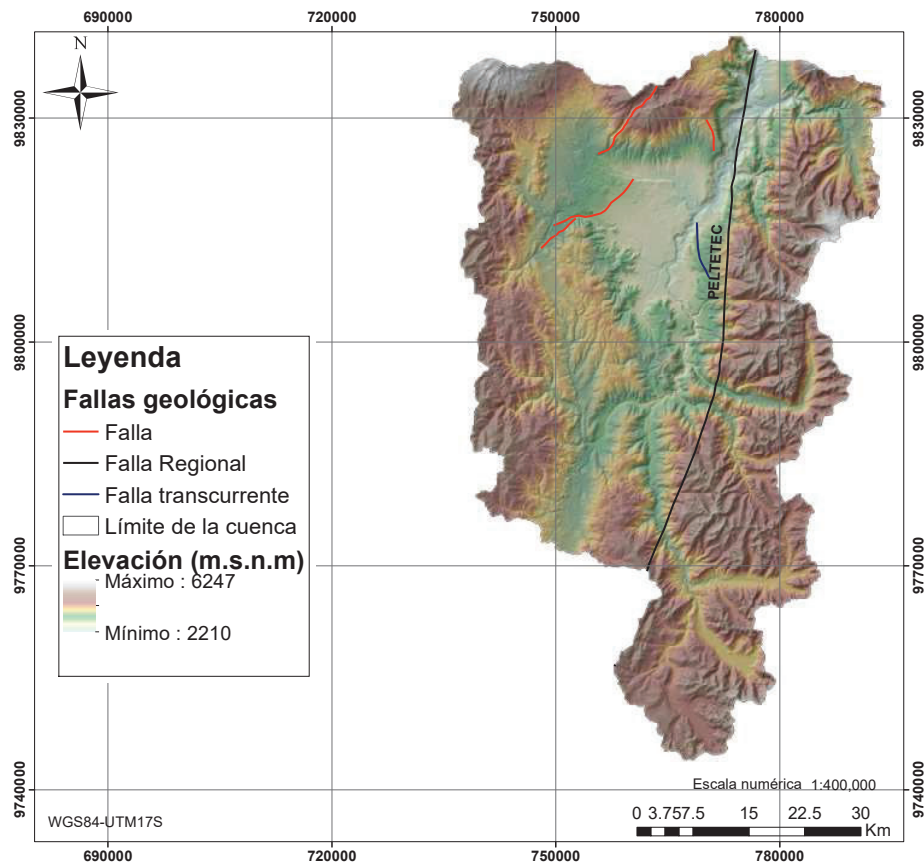 690000 720000 750000 780000
N
9830000 9830000
PELTETEC
9800000 9800000
Leyenda
Fallas geológicas
Falla
Falla Regional
Falla transcurrente
Límite de la cuenca
Elevación (m.s.n.m)
Máximo : 6247
Mínimo : 2210
9770000 9770000
9740000 9740000
Escala numérica 1:400,000
0 3.75 7.5 15 22.5 30
Km
WGS84-UTM17S
690000 720000 750000 780000